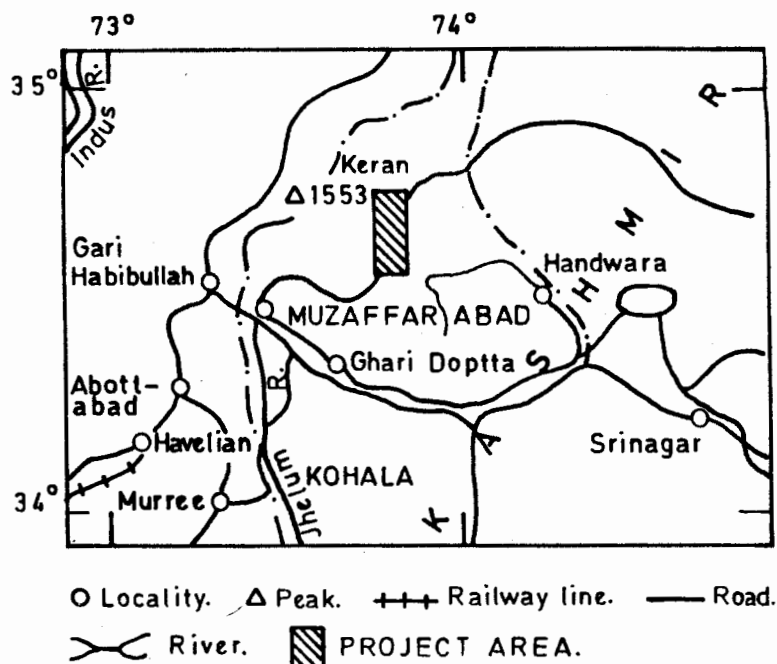 73° 74°
35°
R.
Indus
R
I
Keran
△ 1553
M
Gari
Habibullah
Handwara
H
MUZAFFAR ABAD
S
Ghari Doptta
R.
Abott-
abad
A
Havelian
Srinagar
KOHALA
Jhelum
Murree
34°
K
Locality. Peak. Railway line. Road.
River. PROJECT AREA.